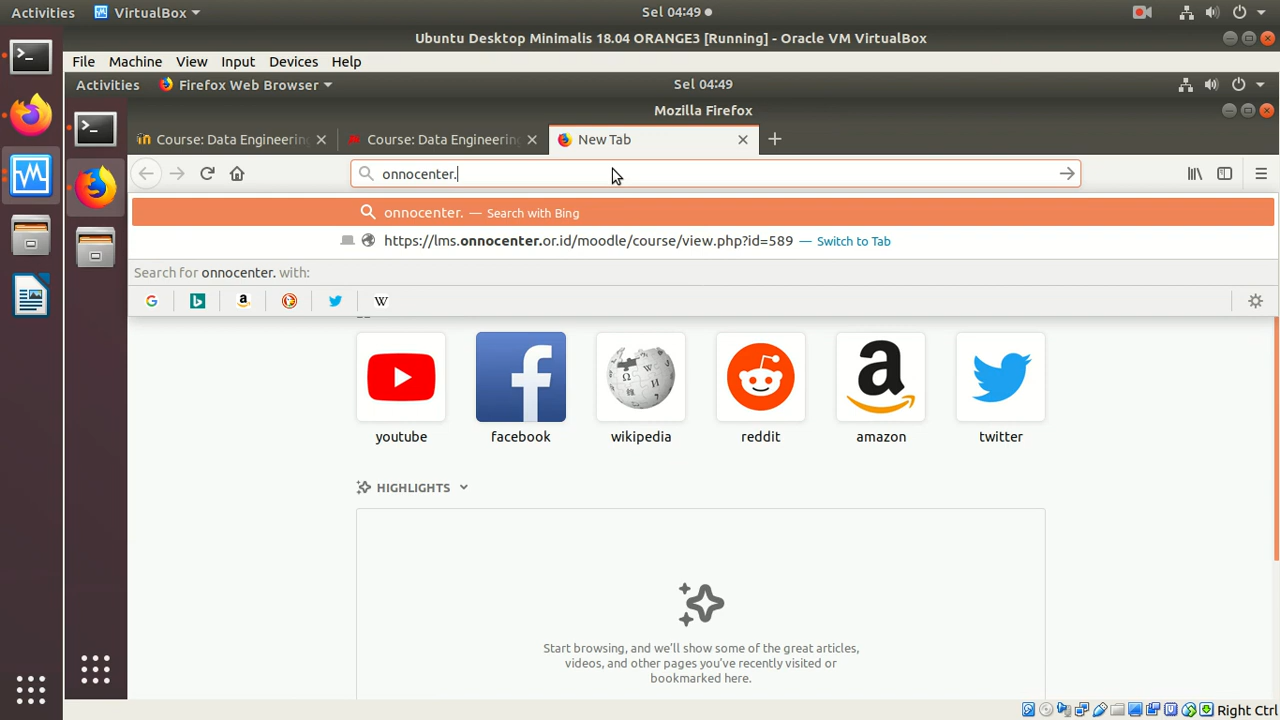 Activities VirtualBox Sel 04:49
Ubuntu Desktop Minimalis 18.04 ORANGE3 [Running] - Oracle VM VirtualBox
File Machine View Input Devices Help
Activities Firefox Web Browser Sel 04:49
Mozilla Firefox
Course: Data Engineering Course: Data Engineering New Tab
onnocenter.
onnocenter. — Search with Bing
https://lms.onnocenter.or.id/moodle/course/view.php?id=589 — Switch to Tab
Search for onnocenter. with:
youtube facebook wikipedia reddit amazon twitter
HIGHLIGHTS
Start browsing, and we'll show some of the great articles,
videos, and other pages you've recently visited or
bookmarked here.
Right Ctrl